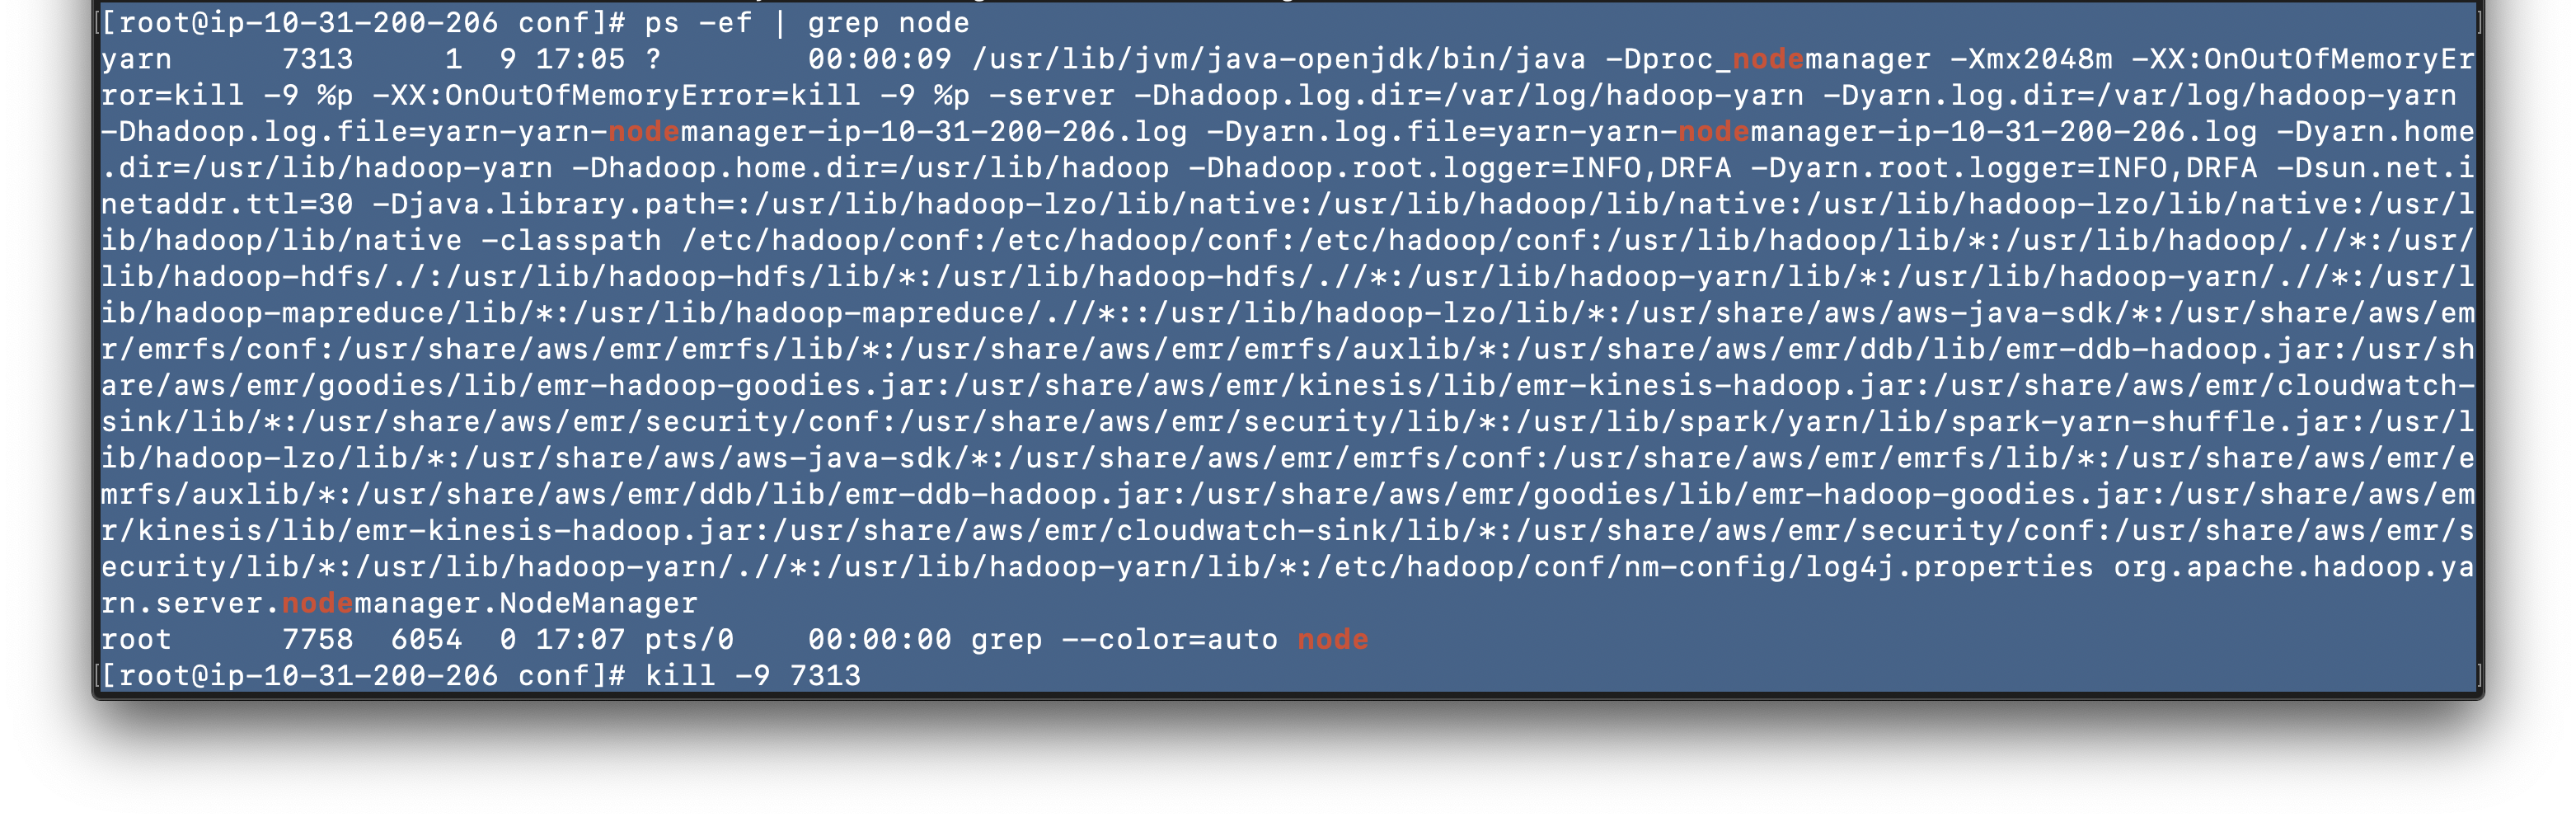 [[root@ip-10-31-200-206 conf]# ps -ef | grep node ]
yarn      7313     1  9 17:05 ?        00:00:09 /usr/lib/jvm/java-openjdk/bin/java -Dproc_nodemanager -Xmx2048m -XX:OnOutOfMemoryEr
ror=kill -9 %p -XX:OnOutOfMemoryError=kill -9 %p -server -Dhadoop.log.dir=/var/log/hadoop-yarn -Dyarn.log.dir=/var/log/hadoop-yarn
-Dhadoop.log.file=yarn-yarn-nodemanager-ip-10-31-200-206.log -Dyarn.log.file=yarn-yarn-nodemanager-ip-10-31-200-206.log -Dyarn.home
.dir=/usr/lib/hadoop-yarn -Dhadoop.home.dir=/usr/lib/hadoop -Dhadoop.root.logger=INFO,DRFA -Dyarn.root.logger=INFO,DRFA -Dsun.net.i
netaddr.ttl=30 -Djava.library.path=:/usr/lib/hadoop-lzo/lib/native:/usr/lib/hadoop/lib/native:/usr/lib/hadoop-lzo/lib/native:/usr/l
ib/hadoop/lib/native -classpath /etc/hadoop/conf:/etc/hadoop/conf:/etc/hadoop/conf:/usr/lib/hadoop/lib/*:/usr/lib/hadoop/.//*:/usr/
lib/hadoop-hdfs/./:/usr/lib/hadoop-hdfs/lib/*:/usr/lib/hadoop-hdfs/.//*:/usr/lib/hadoop-yarn/lib/*:/usr/lib/hadoop-yarn/.//*:/usr/l
ib/hadoop-mapreduce/lib/*:/usr/lib/hadoop-mapreduce/.//*::/usr/lib/hadoop-lzo/lib/*:/usr/share/aws/aws-java-sdk/*:/usr/share/aws/em
r/emrfs/conf:/usr/share/aws/emr/emrfs/lib/*:/usr/share/aws/emr/emrfs/auxlib/*:/usr/share/aws/emr/ddb/lib/emr-ddb-hadoop.jar:/usr/sh
are/aws/emr/goodies/lib/emr-hadoop-goodies.jar:/usr/share/aws/emr/kinesis/lib/emr-kinesis-hadoop.jar:/usr/share/aws/emr/cloudwatch-
sink/lib/*:/usr/share/aws/emr/security/conf:/usr/share/aws/emr/security/lib/*:/usr/lib/spark/yarn/lib/spark-yarn-shuffle.jar:/usr/l
ib/hadoop-lzo/lib/*:/usr/share/aws/aws-java-sdk/*:/usr/share/aws/emr/emrfs/conf:/usr/share/aws/emr/emrfs/lib/*:/usr/share/aws/emr/e
mrfs/auxlib/*:/usr/share/aws/emr/ddb/lib/emr-ddb-hadoop.jar:/usr/share/aws/emr/goodies/lib/emr-hadoop-goodies.jar:/usr/share/aws/em
r/kinesis/lib/emr-kinesis-hadoop.jar:/usr/share/aws/emr/cloudwatch-sink/lib/*:/usr/share/aws/emr/security/conf:/usr/share/aws/emr/s
ecurity/lib/*:/usr/lib/hadoop-yarn/.//*:/usr/lib/hadoop-yarn/lib/*:/etc/hadoop/conf/nm-config/log4j.properties org.apache.hadoop.ya
rn.server.nodemanager.NodeManager
root      7758  6054  0 17:07 pts/0    00:00:00 grep --color=auto node
[[root@ip-10-31-200-206 conf]# kill -9 7313 ]